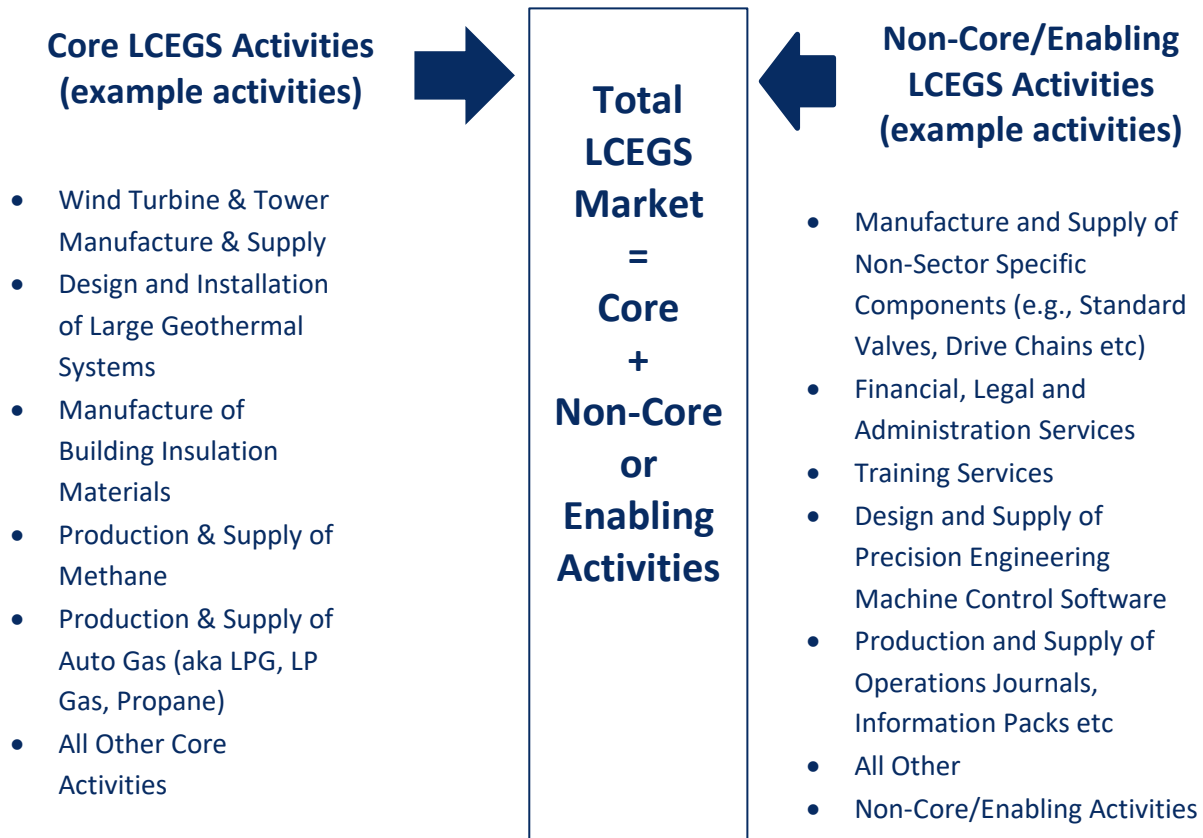 Core LCEGS Activities
(example activities)
• Wind Turbine & Tower
Manufacture & Supply
• Design and Installation
of Large Geothermal
Systems
• Manufacture of
Building Insulation
Materials
• Production & Supply of
Methane
• Production & Supply of
Auto Gas (aka LPG, LP
Gas, Propane)
• All Other Core
Activities
Total
LCEGS
Market
=
Core
+
Non-Core
or
Enabling
Activities
Non-Core/Enabling
LCEGS Activities
(example activities)
• Manufacture and Supply of
Non-Sector Specific
Components (e.g., Standard
Valves, Drive Chains etc)
• Financial, Legal and
Administration Services
• Training Services
• Design and Supply of
Precision Engineering
Machine Control Software
• Production and Supply of
Operations Journals,
Information Packs etc
• All Other
• Non-Core/Enabling Activities